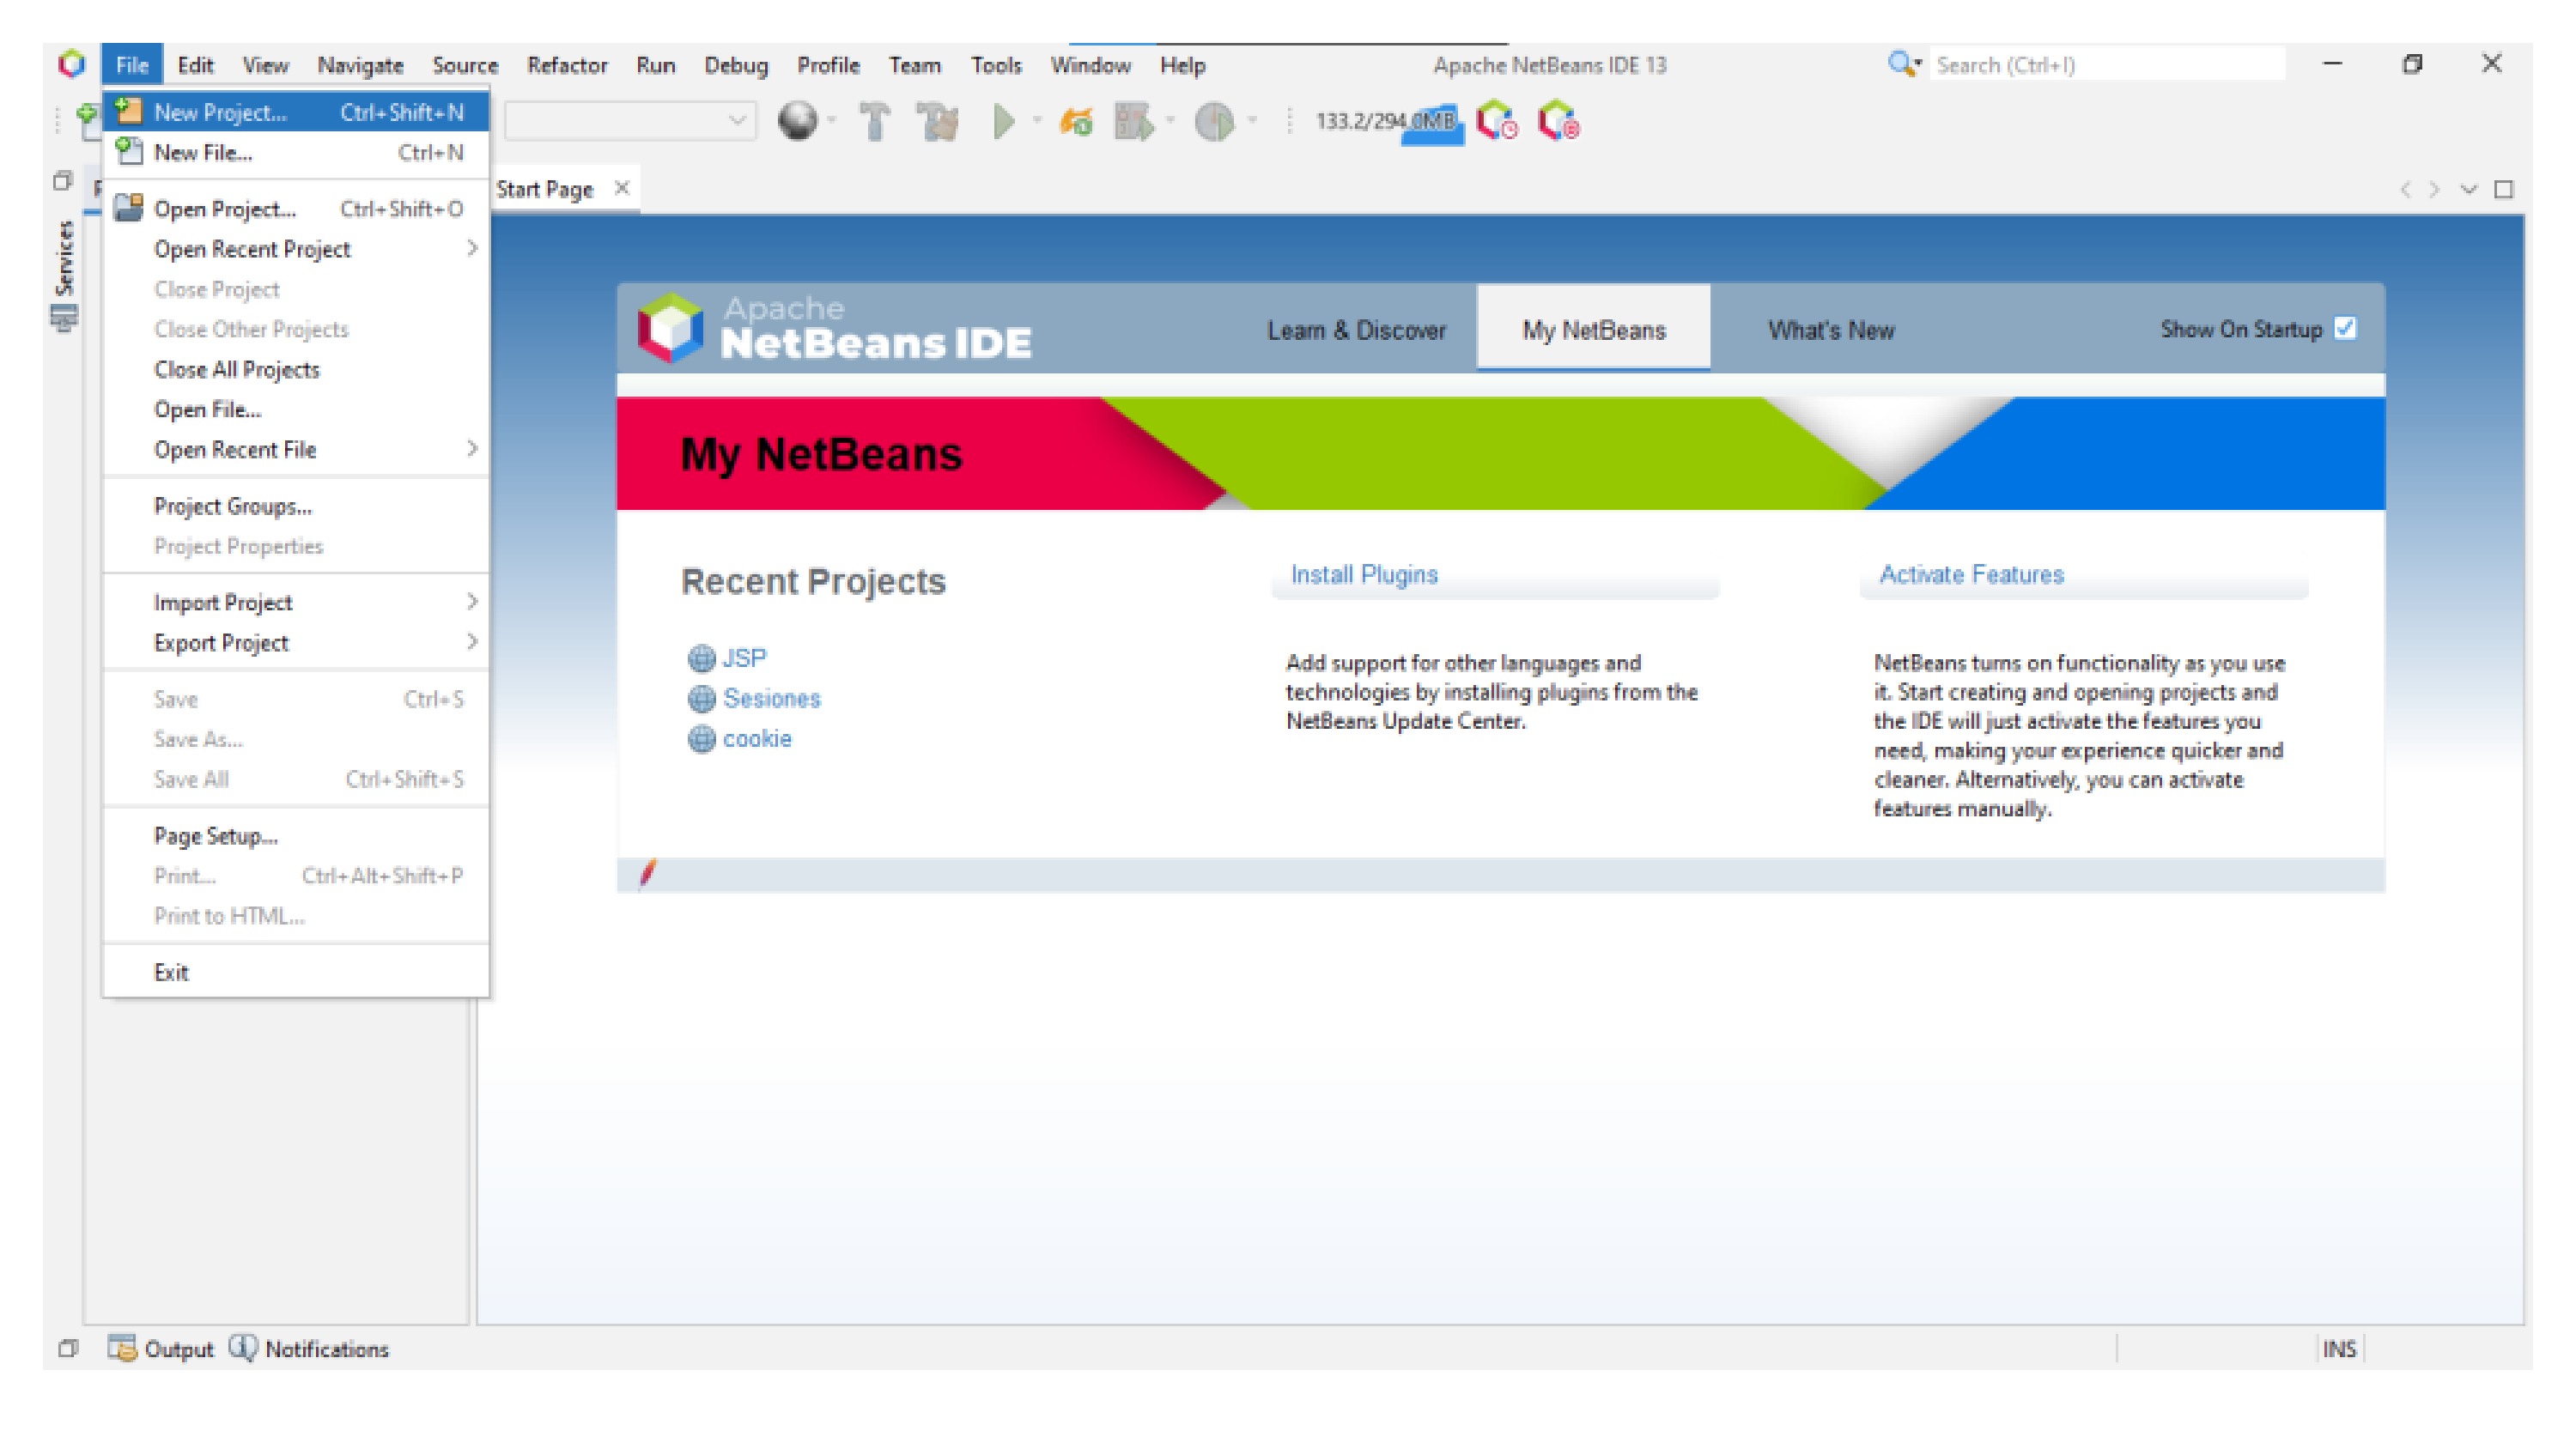 File Edit View Navigate Source Refactor Run Debug Profile Team Tools Window Help Apache NetBeans IDE 13 Search (Ctrl+I)
New Project... Ctrl+Shift+N
133.2/294.0MB
New File... Ctrl+N
Start Page
Open Project... Ctrl+Shift+O
Open Recent Project
Close Project
Close Other Projects
Close All Projects
Open File...
Open Recent File
Project Groups...
Project Properties
Import Project
Export Project
Save Ctrl+S
Save As...
Save All Ctrl+Shift+S
Page Setup...
Print... Ctrl+Alt+Shift+P
Print to HTML...
Exit
Services
Apache
NetBeans IDE
Learn & Discover My NetBeans What's New Show On Startup
My NetBeans
Recent Projects
JSP
Sesiones
cookie
Install Plugins
Add support for other languages and
technologies by installing plugins from the
NetBeans Update Center.
Activate Features
NetBeans turns on functionality as you use
it. Start creating and opening projects and
the IDE will just activate the features you
need, making your experience quicker and
cleaner. Alternatively, you can activate
features manually.
Output Notifications INS